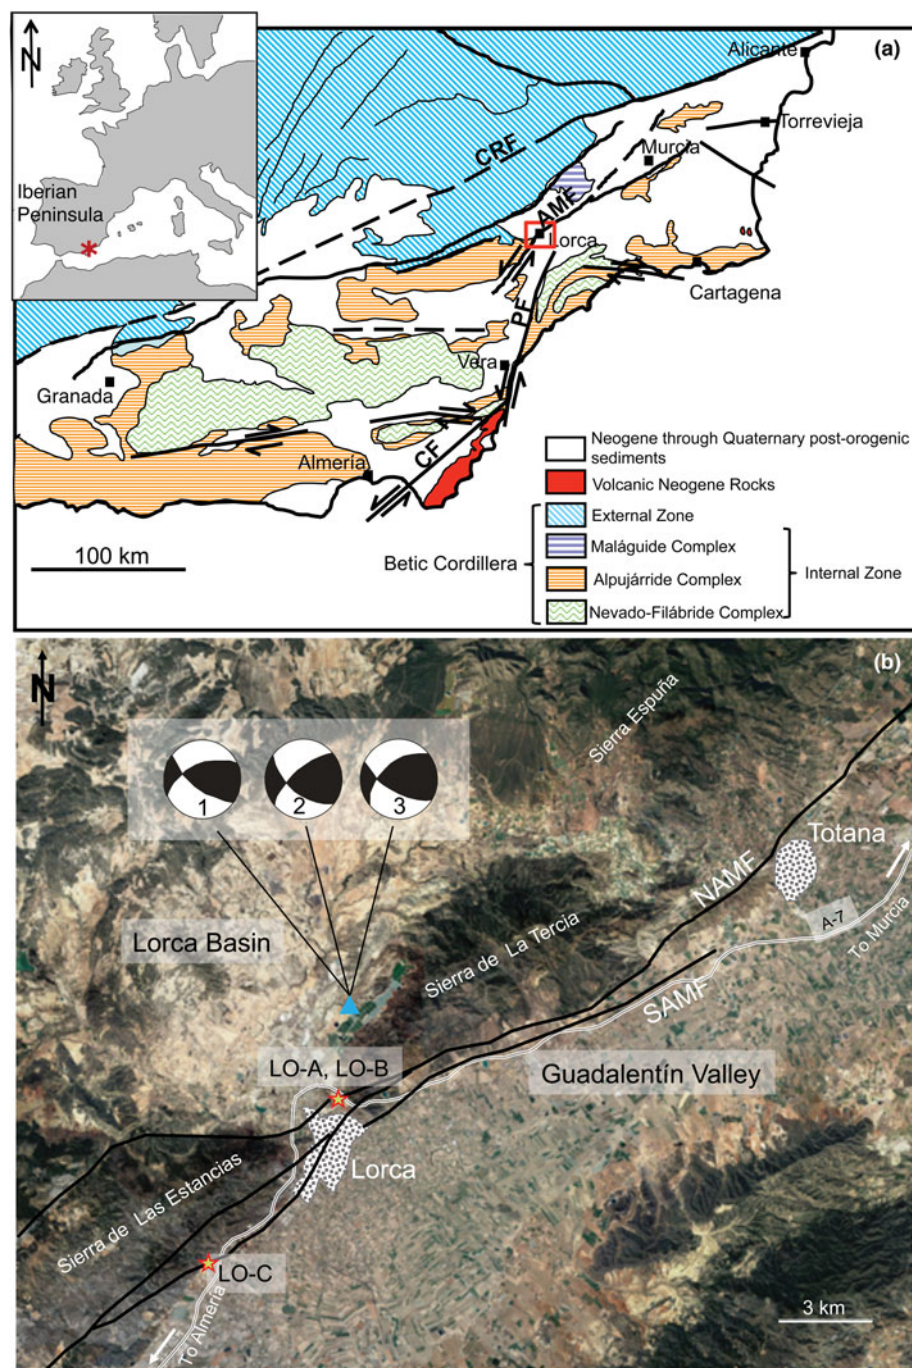 N
Iberian
Peninsula
(a)
Alicante
Torrevieja
Murcia
CRF
AMF
Lorca
Cartagena
PF
Vera
Granada
CF
Almería
100 km
Neogene through Quaternary post-orogenic
sediments
Volcanic Neogene Rocks
External Zone
Betic Cordillera
Maláguide Complex
Alpujárride Complex
Internal Zone
Nevado-Filábride Complex
(b)
N
Sierra Espuña
1
2
3
Totana
NAMF
A-7
To Murcia
Lorca Basin
Sierra de La Tercia
SAMF
LO-A, LO-B
Guadalentín Valley
Lorca
Sierra de Las Estancias
LO-C
To Almería
3 km